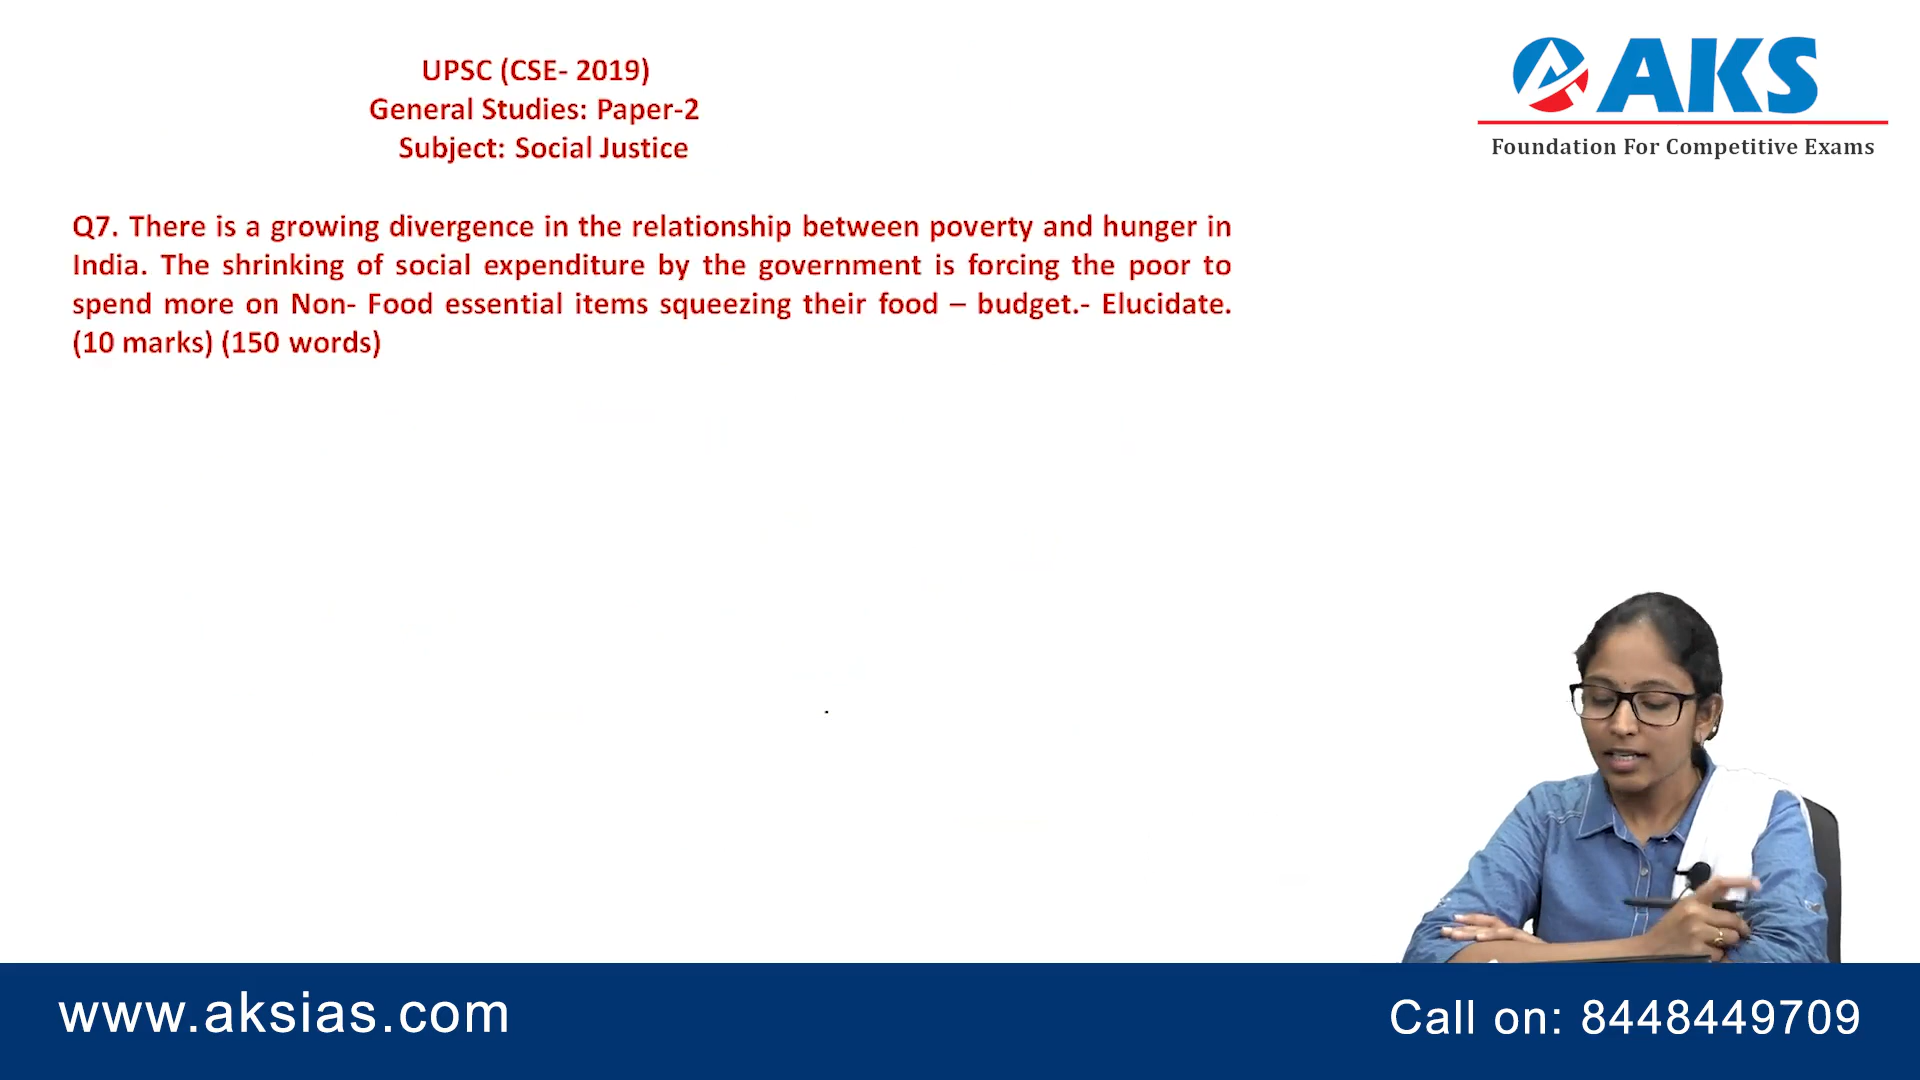 UPSC (CSE- 2019)
General Studies: Paper-2
Subject: Social Justice
AKS
Foundation For Competitive Exams
Q7. There is a growing divergence in the relationship between poverty and hunger in
India. The shrinking of social expenditure by the government is forcing the poor to
spend more on Non- Food essential items squeezing their food – budget.- Elucidate.
(10 marks) (150 words)
www.aksias.com
Call on: 8448449709